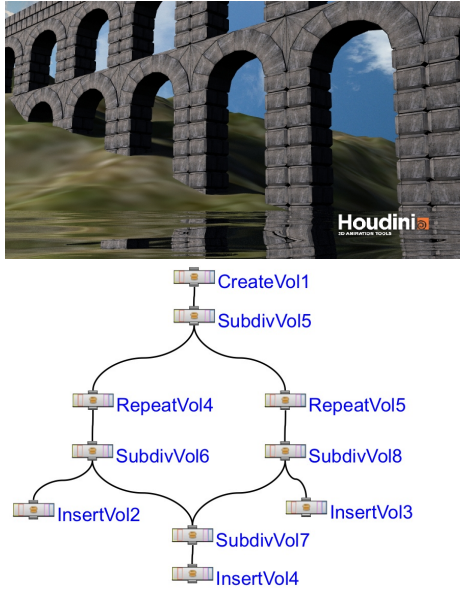 Houdini
3D ANIMATION TOOLS
CreateVol1
SubdivVol5
RepeatVol4
RepeatVol5
SubdivVol6
SubdivVol8
InsertVol2
InsertVol3
SubdivVol7
InsertVol4